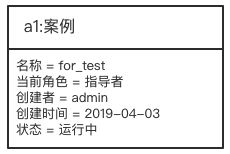 a1:案例
名称 = for_test
当前角色 = 指导者
创建者 = admin
创建时间 = 2019-04-03
状态 = 运行中